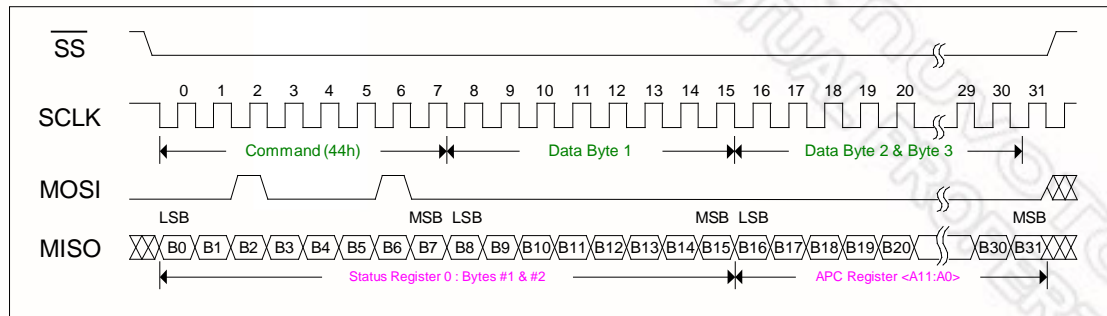 SS
0 1 2 3 4 5 6 7 8 9 10 11 12 13 14 15 16 17 18 19 20 29 30 31
SCLK
Command (44h) Data Byte 1 Data Byte 2 & Byte 3
MOSI
LSB MSB LSB MSB LSB MSB
MISO B0 B1 B2 B3 B4 B5 B6 B7 B8 B9 B10 B11 B12 B13 B14 B15 B16 B17 B18 B19 B20 B30 B31
Status Register 0 : Bytes #1 & #2 APC Register <A11:A0>